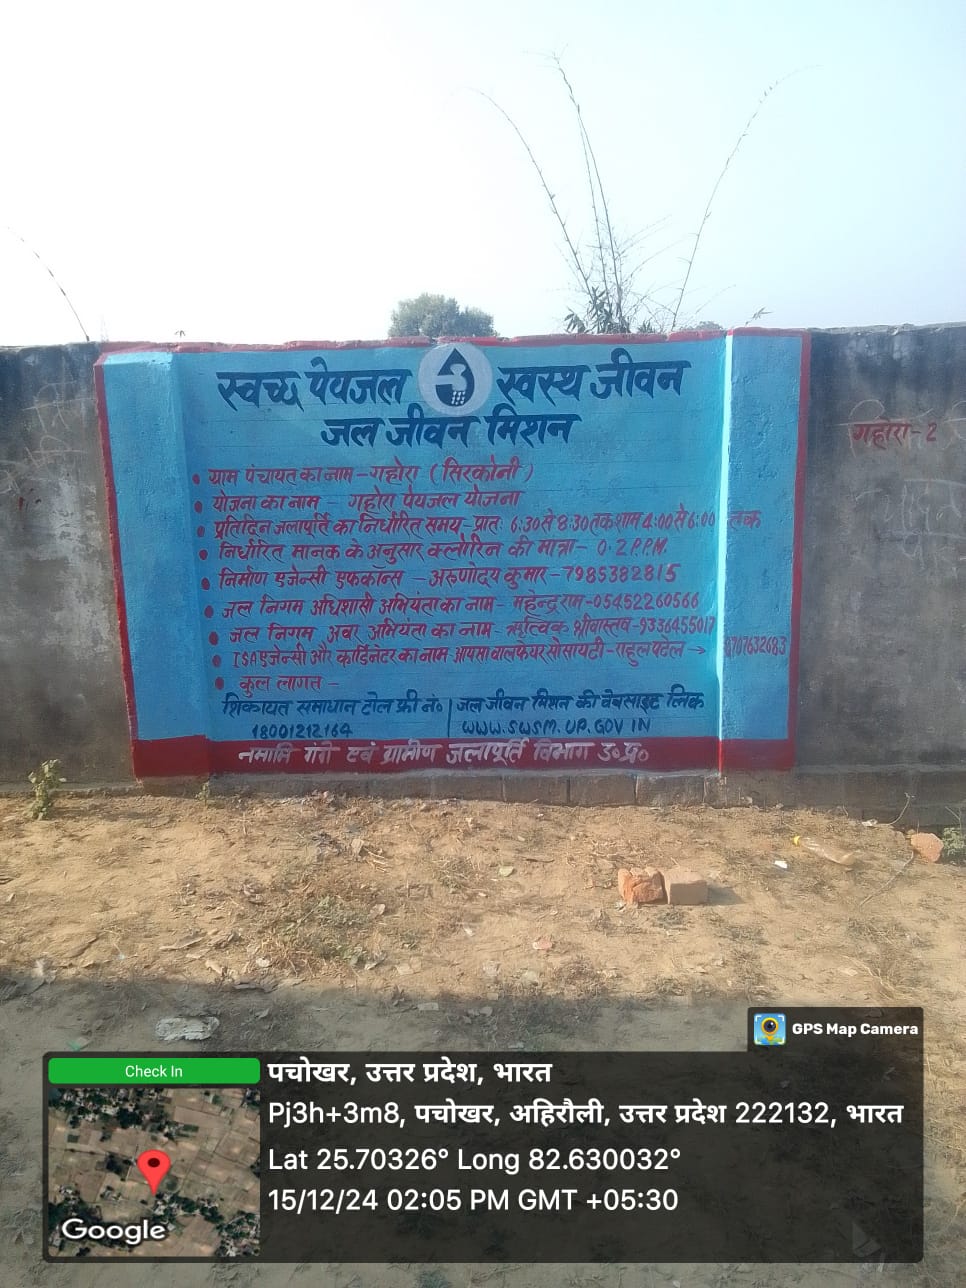 स्वच्छ पेयजल स्वस्थ जीवन
जल जीवन मिशन
• ग्राम पंचायत का नाम - गहोरा (सिरकोनी)
• योजना का नाम - गहोरा पेयजल योजना
• प्रतिदिन जलापूर्ति का निर्धारित समय - प्रातः 6:30 से 8:30 तक शाम 4:00 से 6:00 तक
• निर्धारित मानक के अनुसार क्लोरिन की मात्रा - 0.2 P.P.M.
• निर्माण एजेन्सी एफकॉन्स - अरुणोदय कुमार - 7985382815
• जल निगम अधिशासी अभियंता का नाम - महेन्द्र राम - 05452260566
• जल निगम अवर अभियंता का नाम - ऋत्विक श्रीवास्तव - 9336455017
• ISA एजेन्सी और कार्डिनेटर का नाम आपसा वालफेयर सोसायटी - राहुल पटेल → 8707632683
• कुल लागत -
शिकायत समाधान टोल फ्री नं० | जल जीवन मिशन की वेबसाइट लिंक
18001212164 WWW.SWSM.UP.GOV IN
नमामि गंगे एवं ग्रामीण जलापूर्ति विभाग उ०प्र०
गहोरा - 2
GPS Map Camera
Check In
पचोखर, उत्तर प्रदेश, भारत
Pj3h+3m8, पचोखर, अहिरौली, उत्तर प्रदेश 222132, भारत
Lat 25.70326° Long 82.630032°
15/12/24 02:05 PM GMT +05:30
Google